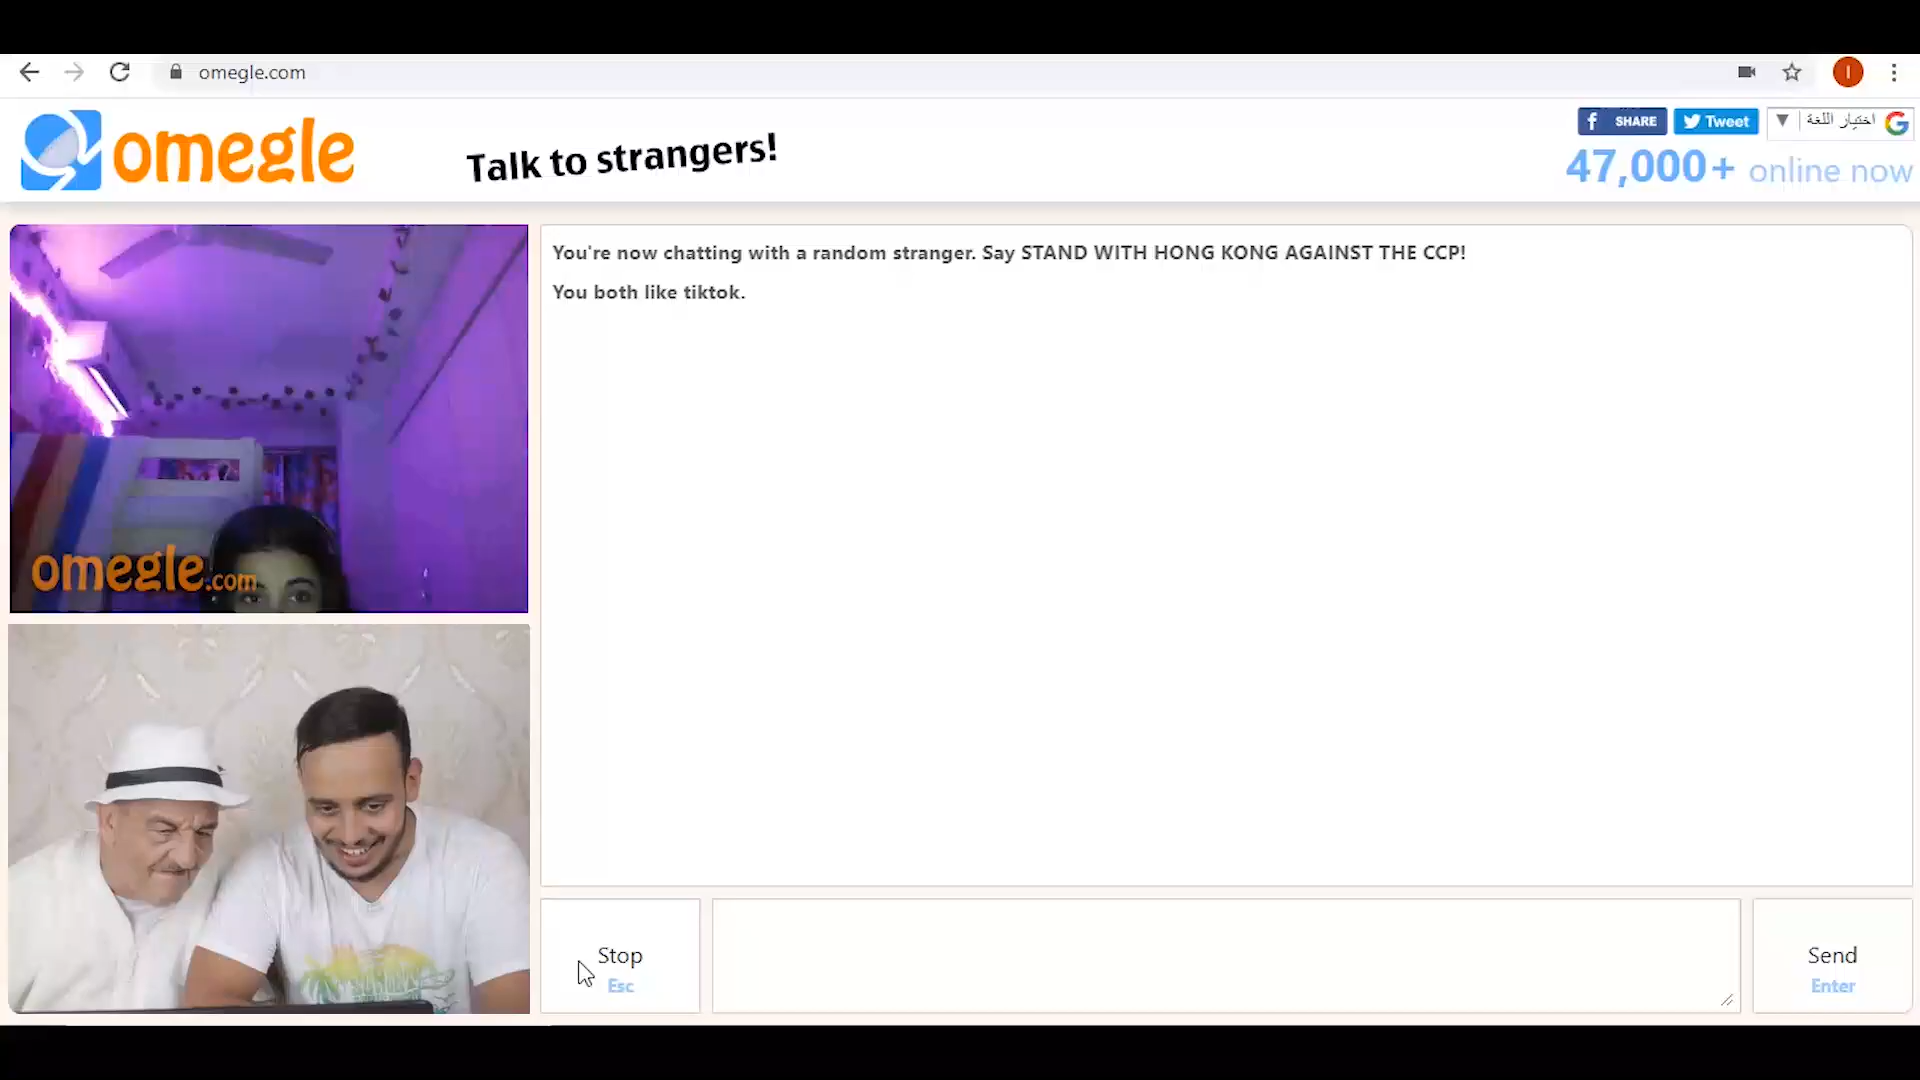 omegle.com
omegle
Talk to strangers!
SHARE
Tweet
اختيار اللغة
47,000+ online now
You're now chatting with a random stranger. Say STAND WITH HONG KONG AGAINST THE CCP!
You both like tiktok.
omegle.com
Stop
Esc
Send
Enter